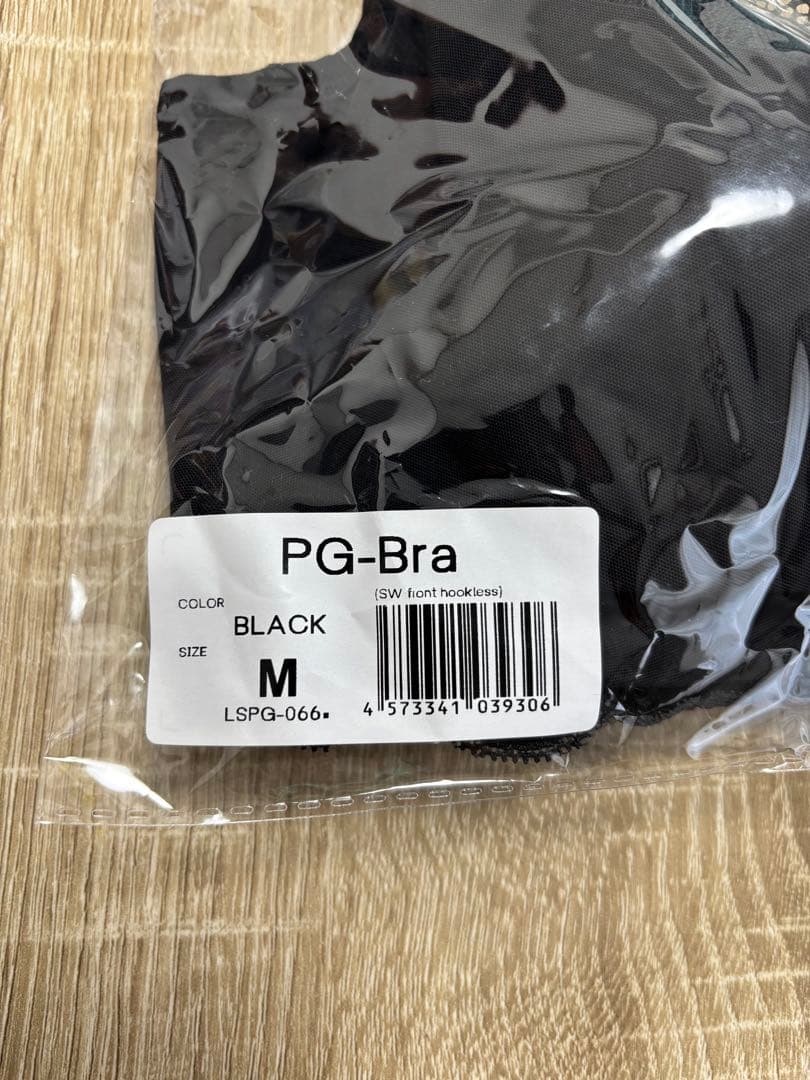 PG-Bra
(SW front hookless)
COLOR
BLACK
SIZE
M
LSPG-066
4 573341 039306